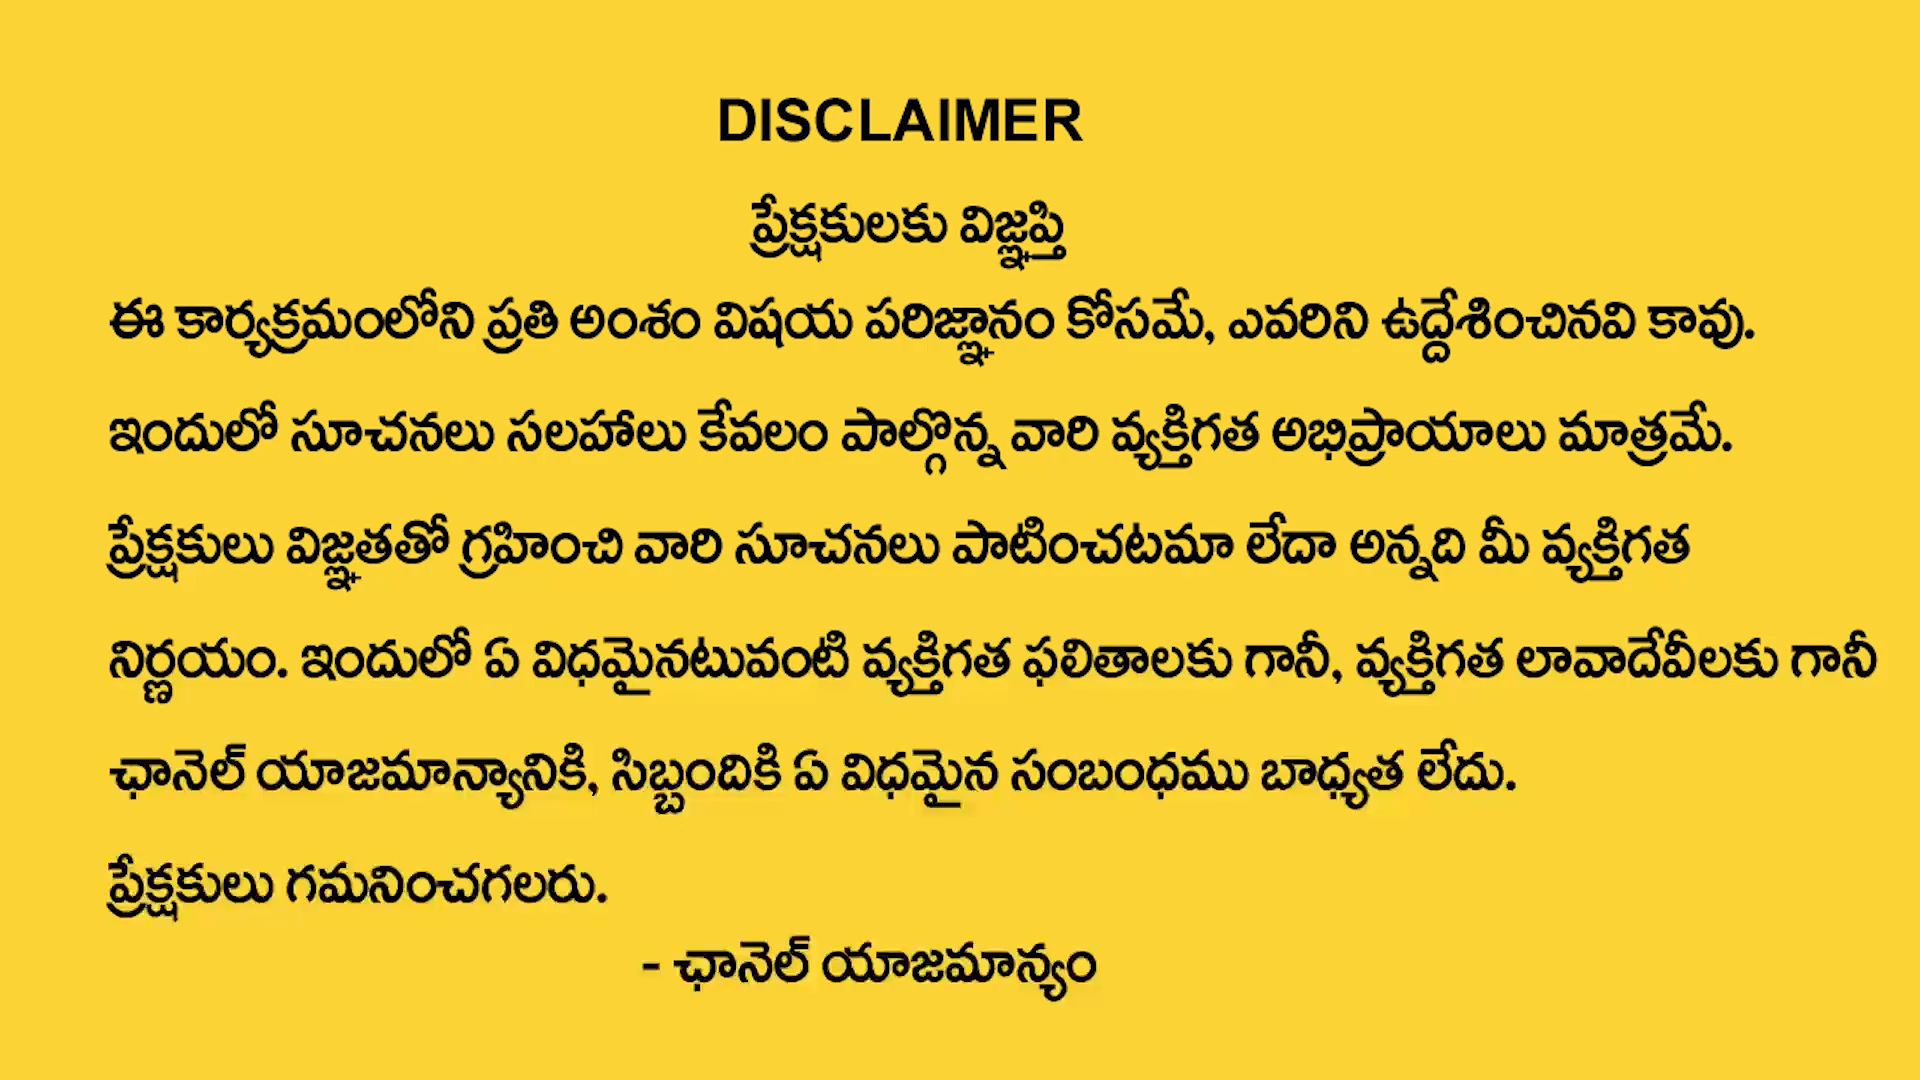 DISCLAIMER
ప్రేక్షకులకు విజ్ఞప్తి
ఈ కార్యక్రమంలోని ప్రతి అంశం విషయ పరిజ్ఞానం కోసమే, ఎవరిని ఉద్దేశించినవి కావు.
ఇందులో సూచనలు సలహాలు కేవలం పాల్గొన్న వారి వ్యక్తిగత అభిప్రాయాలు మాత్రమే.
ప్రేక్షకులు విజ్ఞతతో గ్రహించి వారి సూచనలు పాటించటమా లేదా అన్నది మీ వ్యక్తిగత
నిర్ణయం. ఇందులో ఏ విధమైనటువంటి వ్యక్తిగత ఫలితాలకు గానీ, వ్యక్తిగత లావాదేవీలకు గానీ
ఛానెల్ యాజమాన్యానికి, సిబ్బందికి ఏ విధమైన సంబంధము బాధ్యత లేదు.
ప్రేక్షకులు గమనించగలరు.
- ఛానెల్ యాజమాన్యం